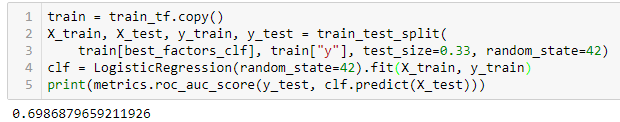 1 train = train_tf.copy()
2 X_train, X_test, y_train, y_test = train_test_split(
3     train[best_factors_clf], train["y"], test_size=0.33, random_state=42)
4 clf = LogisticRegression(random_state=42).fit(X_train, y_train)
5 print(metrics.roc_auc_score(y_test, clf.predict(X_test)))
0.6986879659211926